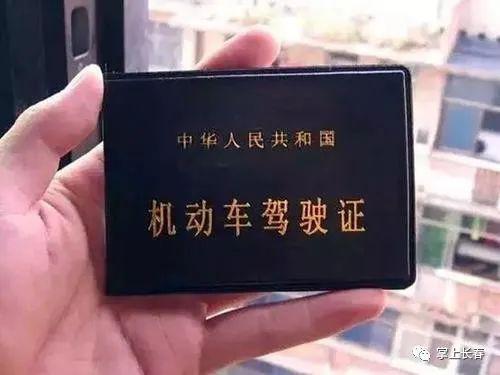 中华人民共和国
机动车驾驶证
掌上长春